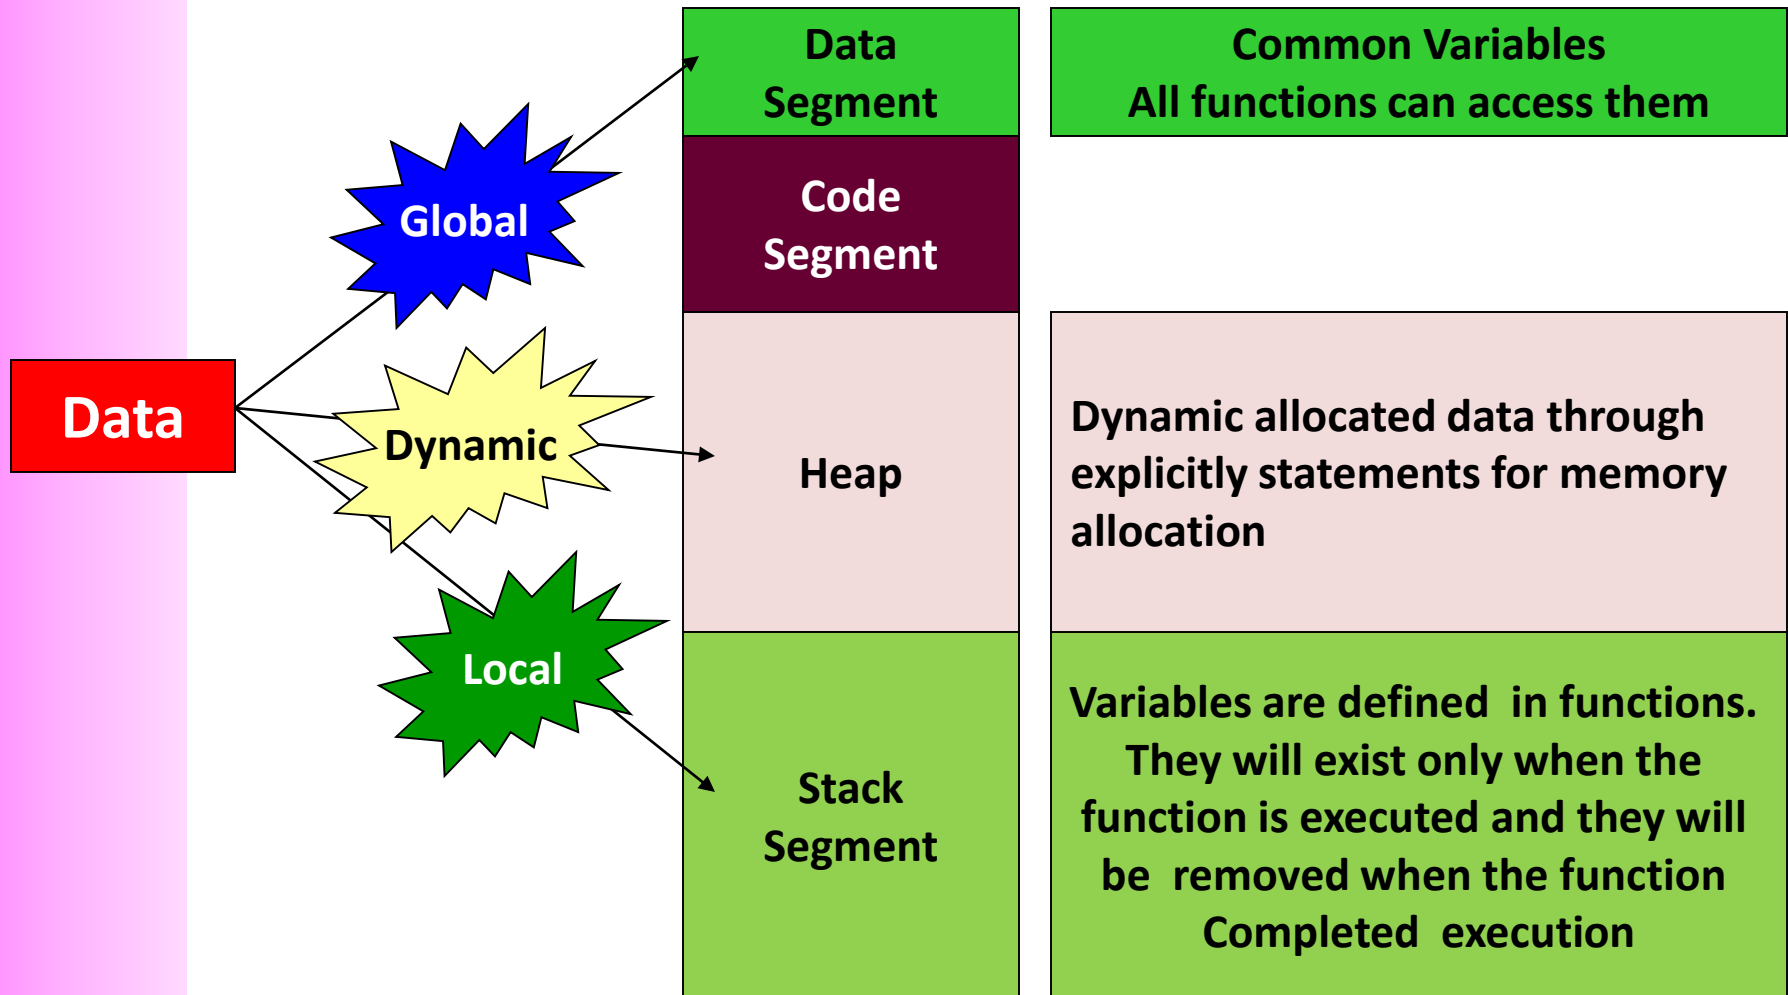 Data
Segment
Common Variables
All functions can access them
Global
Code
Segment
Data
Dynamic
Heap
Dynamic allocated data through
explicitly statements for memory
allocation
Local
Stack
Segment
Variables are defined  in functions.
They will exist only when the
function is executed and they will
be  removed when the function
Completed  execution